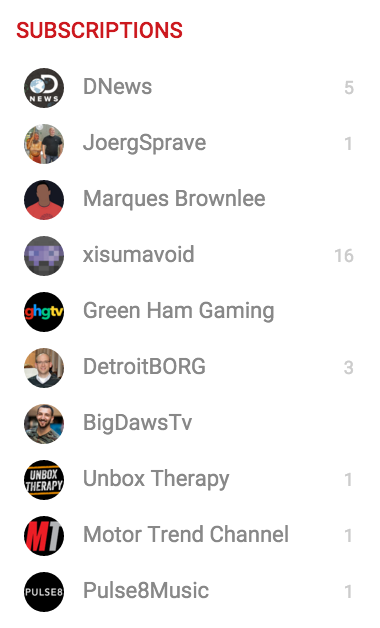 SUBSCRIPTIONS
D
NEWS
DNews 5
JoergSprave 1
Marques Brownlee
xisumavoid 16
ghgtv
Green Ham Gaming
DetroitBORG 3
BigDawsTv
UNBOX
THERAPY
Unbox Therapy 1
MT
Motor Trend Channel 1
PULSE8
Pulse8Music 1